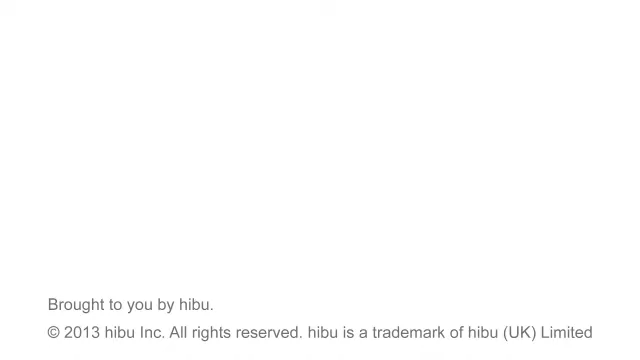 Brought to you by hibu.
© 2013 hibu Inc. All rights reserved. hibu is a trademark of hibu (UK) Limited